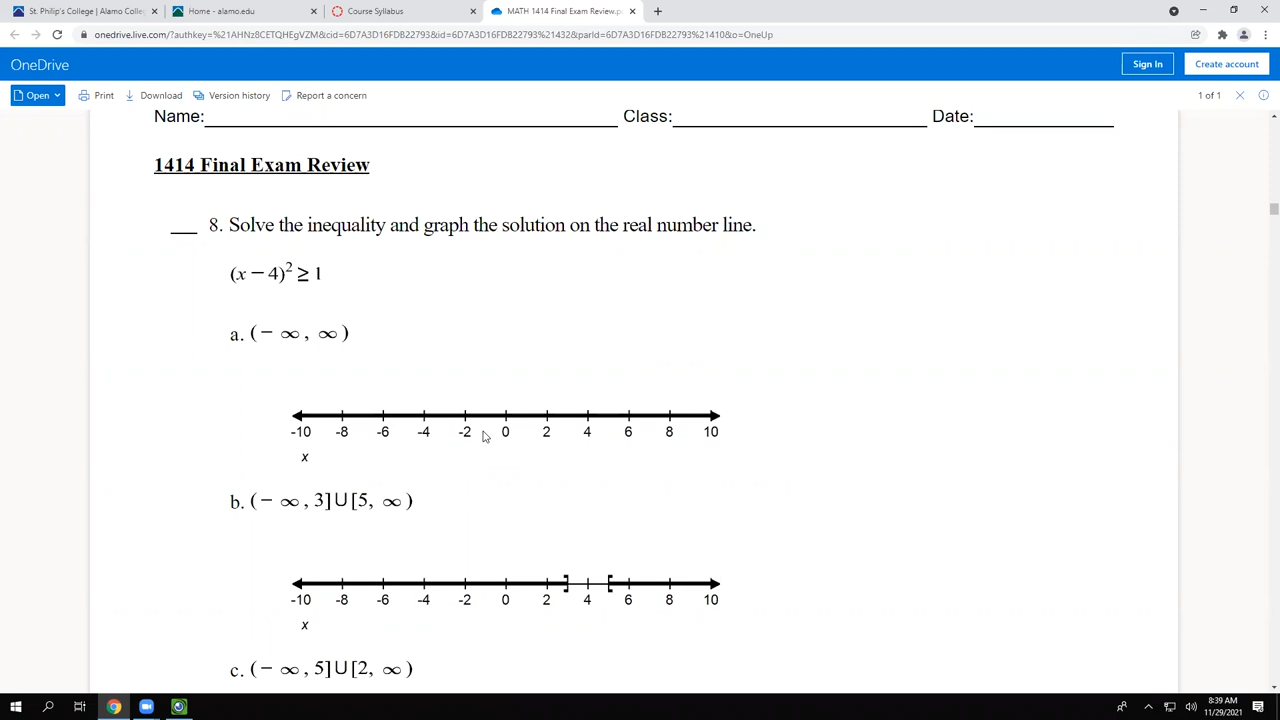 St. Philip's College | Alamo Colle
Home - alamo.edu
Course Syllabus
MATH 1414 Final Exam Review.p
onedrive.live.com/?authkey=%21AHNz8CETQHEgVZM&cid=6D7A3D16FDB22793&id=6D7A3D16FDB22793%21432&parId=6D7A3D16FDB22793%21410&o=OneUp
OneDrive
Sign In
Create account
Open
Print
Download
Version history
Report a concern
1 of 1
Name: Class: Date:
1414 Final Exam Review
8. Solve the inequality and graph the solution on the real number line.
(x − 4)² ≥ 1
a. (− ∞ , ∞ )
-10 -8 -6 -4 -2 0 2 4 6 8 10
x
b. (− ∞ , 3]∪[5, ∞ )
-10 -8 -6 -4 -2 0 2 4 6 8 10
x
c. (− ∞ , 5]∪[2, ∞ )
8:39 AM
11/29/2021